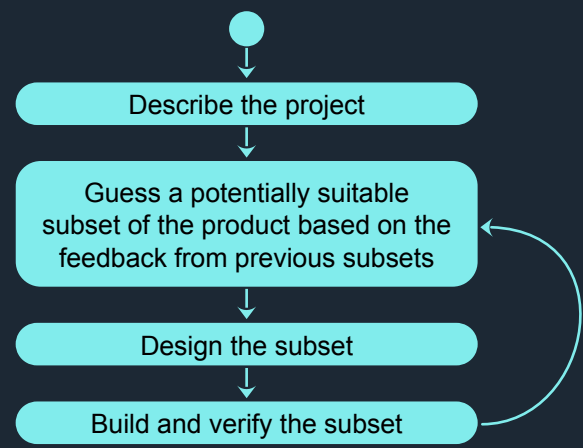 Describe the project
Guess a potentially suitable
subset of the product based on the
feedback from previous subsets
Design the subset
Build and verify the subset